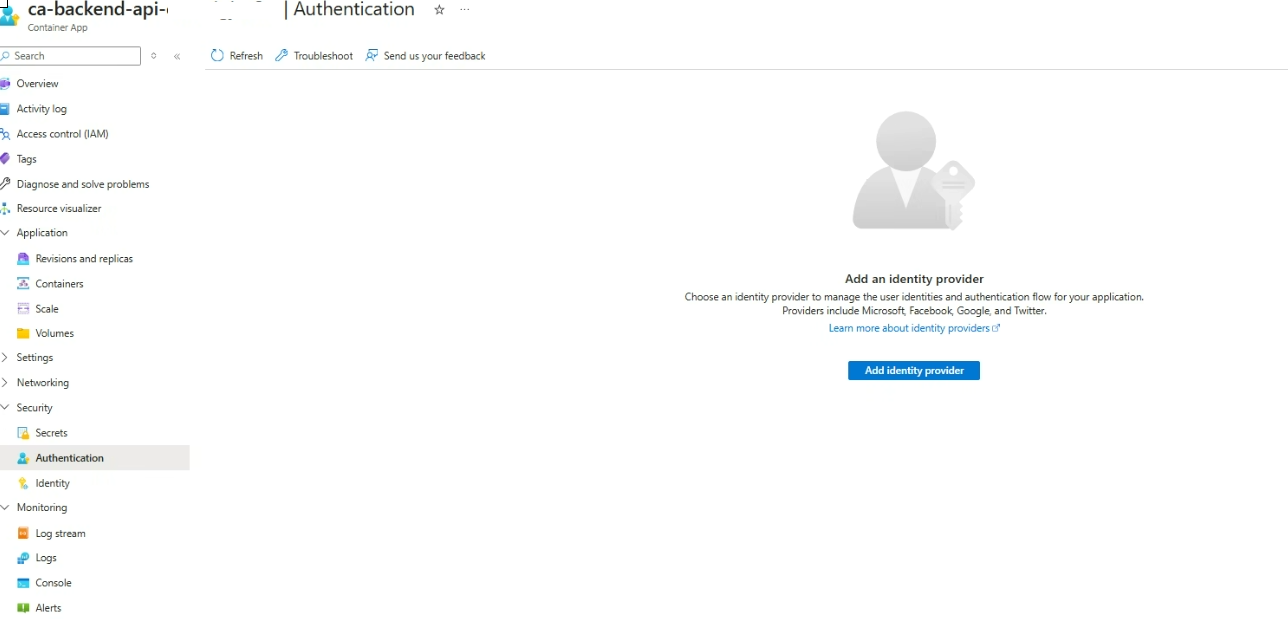 ca-backend-api-
| Authentication
Container App
Search
Refresh
Troubleshoot
Send us your feedback
Overview
Activity log
Access control (IAM)
Tags
Diagnose and solve problems
Resource visualizer
Application
Revisions and replicas
Containers
Scale
Volumes
Settings
Networking
Security
Secrets
Authentication
Identity
Monitoring
Log stream
Logs
Console
Alerts
Add an identity provider
Choose an identity provider to manage the user identities and authentication flow for your application.
Providers include Microsoft, Facebook, Google, and Twitter.
Learn more about identity providers
Add identity provider